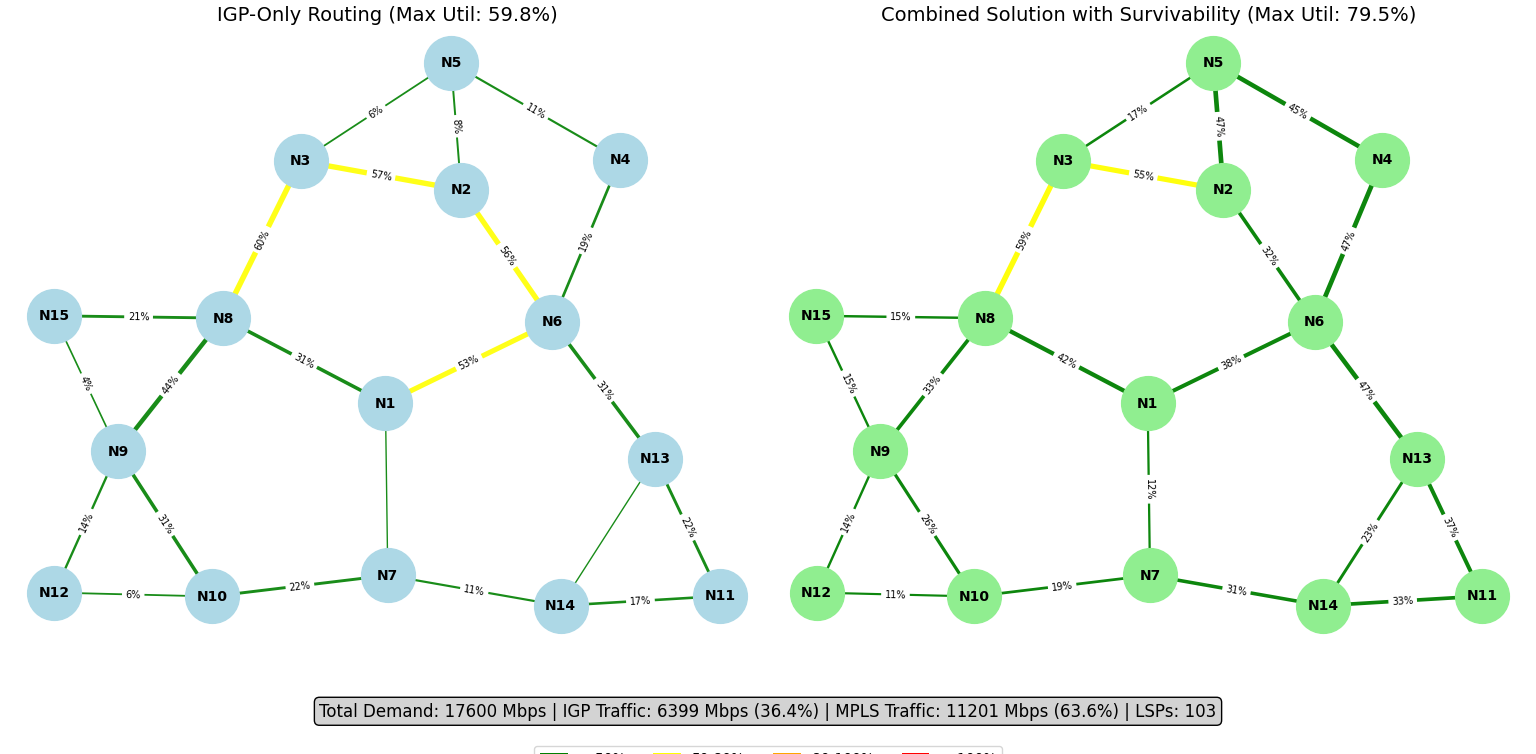 IGP-Only Routing (Max Util: 59.8%)
Combined Solution with Survivability (Max Util: 79.5%)
N5
6%
8%
11%
N3
57%
N2
N4
60%
56%
19%
N15
21%
N8
N6
4%
44%
31%
53%
31%
N1
N9
N13
14%
31%
22%
N12
6%
N10
22%
N7
11%
N14
17%
N11
N5
17%
47%
45%
N3
55%
N2
N4
59%
32%
47%
N15
15%
N8
N6
15%
33%
42%
38%
47%
N1
N9
N13
14%
26%
12%
23%
37%
N12
11%
N10
19%
N7
31%
N14
33%
N11
Total Demand: 17600 Mbps | IGP Traffic: 6399 Mbps (36.4%) | MPLS Traffic: 11201 Mbps (63.6%) | LSPs: 103